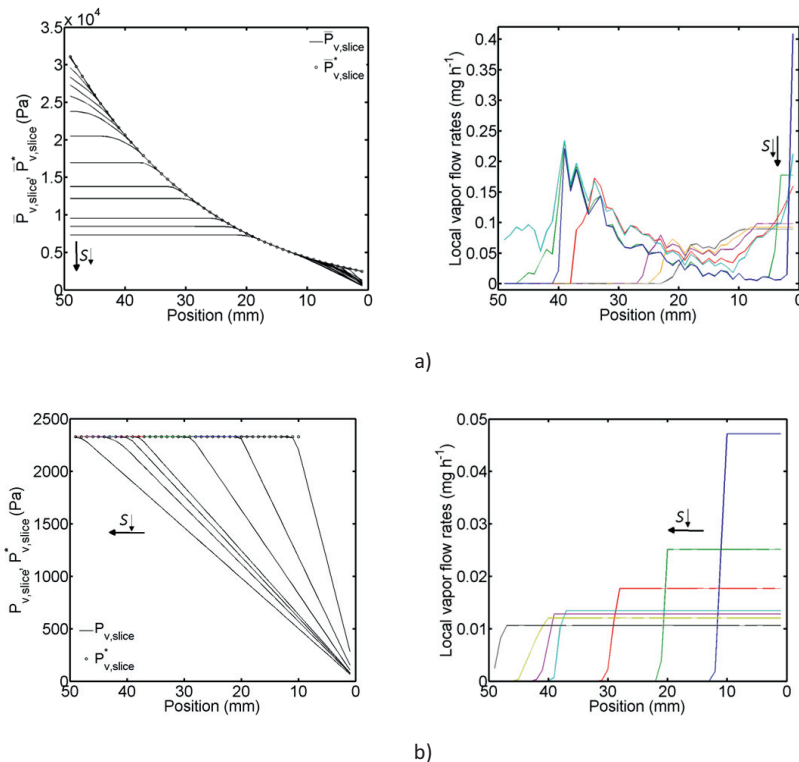 3.5 x 10⁴
3
2.5
2
1.5
1
0.5
0
50 40 30 20 10 0
Position (mm)
P̅v,slice, P̅*v,slice (Pa)
P̅v,slice
P̅*v,slice
S↓
0.4
0.35
0.3
0.25
0.2
0.15
0.1
0.05
0
50 40 30 20 10 0
Position (mm)
Local vapor flow rates (mg h⁻¹)
S↓
a)
2500
2000
1500
1000
500
0
50 40 30 20 10 0
Position (mm)
Pv,slice, P*v,slice (Pa)
Pv,slice
P*v,slice
S↓
0.05
0.04
0.03
0.02
0.01
0
50 40 30 20 10 0
Position (mm)
Local vapor flow rates (mg h⁻¹)
S↓
b)